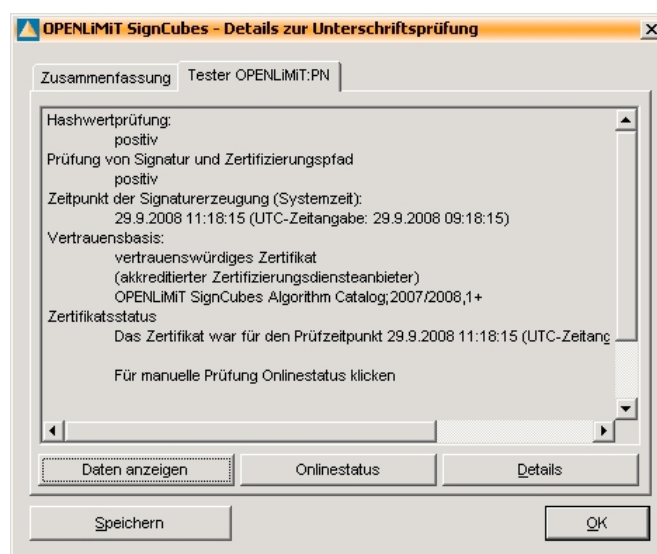 OPENLiMiT SignCubes - Details zur Unterschriftsprüfung
Zusammenfassung
Tester OPENLiMiT:PN
Hashwertprüfung:
positiv
Prüfung von Signatur und Zertifizierungspfad
positiv
Zeitpunkt der Signaturerzeugung (Systemzeit):
29.9.2008 11:18:15 (UTC-Zeitangabe: 29.9.2008 09:18:15)
Vertrauensbasis:
vertrauenswürdiges Zertifikat
(akkreditierter Zertifizierungsdiensteanbieter)
OPENLiMiT SignCubes Algorithm Catalog;2007/2008,1+
Zertifikatsstatus
Das Zertifikat war für den Prüfzeitpunkt 29.9.2008 11:18:15 (UTC-Zeitang
Für manuelle Prüfung Onlinestatus klicken
Daten anzeigen
Onlinestatus
Details
Speichern
OK